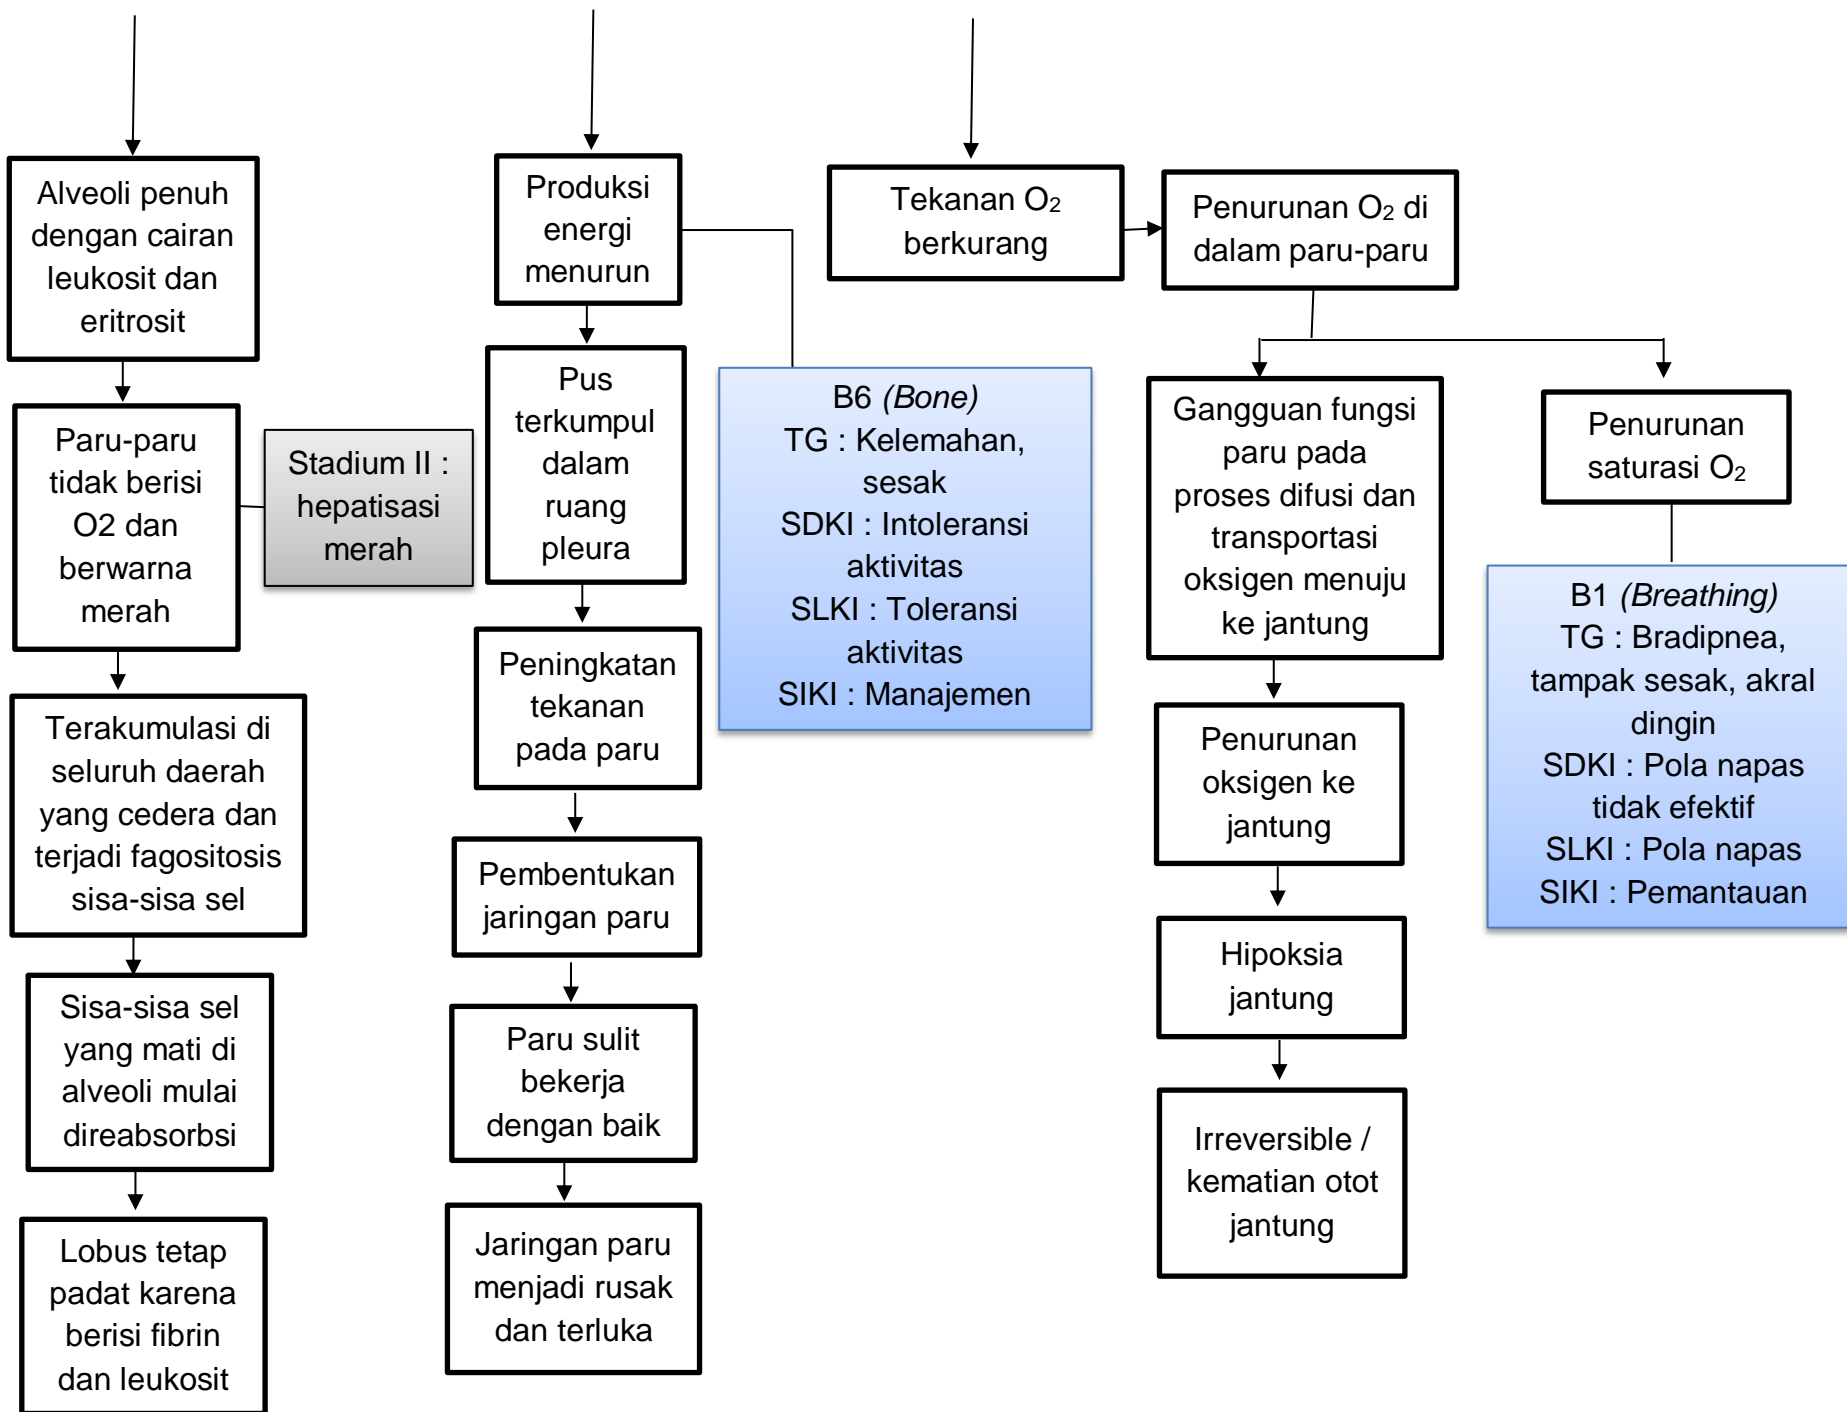 Alveoli penuh
dengan cairan
leukosit dan
eritrosit
Paru-paru
tidak berisi
O2 dan
berwarna
merah
Stadium II :
hepatisasi
merah
Terakumulasi di
seluruh daerah
yang cedera dan
terjadi fagositosis
sisa-sisa sel
Sisa-sisa sel
yang mati di
alveoli mulai
direabsorbsi
Lobus tetap
padat karena
berisi fibrin
dan leukosit
Produksi
energi
menurun
Pus
terkumpul
dalam
ruang
pleura
Peningkatan
tekanan
pada paru
Pembentukan
jaringan paru
Paru sulit
bekerja
dengan baik
Jaringan paru
menjadi rusak
dan terluka
B6 (Bone)
TG : Kelemahan,
sesak
SDKI : Intoleransi
aktivitas
SLKI : Toleransi
aktivitas
SIKI : Manajemen
Tekanan O₂
berkurang
Penurunan O₂ di
dalam paru-paru
Gangguan fungsi
paru pada
proses difusi dan
transportasi
oksigen menuju
ke jantung
Penurunan
oksigen ke
jantung
Hipoksia
jantung
Irreversible /
kematian otot
jantung
Penurunan
saturasi O₂
B1 (Breathing)
TG : Bradipnea,
tampak sesak, akral
dingin
SDKI : Pola napas
tidak efektif
SLKI : Pola napas
SIKI : Pemantauan